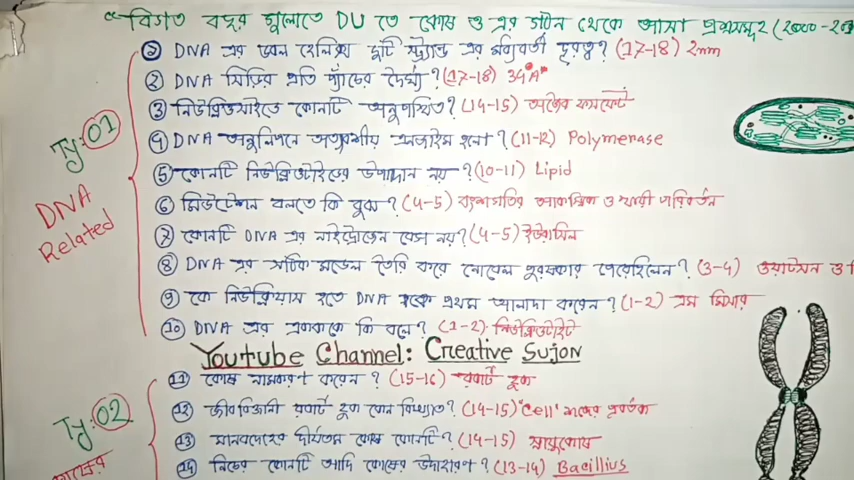 "বিগত বছর গুলোতে DU তে কোষ ও এর গঠন থেকে আসা প্রশ্নসমূহ (2000-20
Ty: 01
DNA Related
① DNA এর ডাবল হেলিক্স দুটি স্ট্র্যান্ড এর মধ্যবর্তী দূরত্ব? (17-18) 2nm
② DNA সিঁড়ির প্রতি প্যাঁচের দৈর্ঘ্য? (17-18) 34A°
③ নিউক্লিওসাইডে কোনটি অনুপস্থিত? (14-15) অজৈব ফসফেট
④ DNA অনুলিপনে অত্যাবশ্যকীয় এনজাইম হলো? (11-12) Polymerase
⑤ কোনটি নিউক্লিওটাইডের উপাদান নয়? (10-11) Lipid
⑥ মিউটেশন বলতে কি বুঝ? (4-5) বংশগতির আকস্মিক ও স্থায়ী পরিবর্তন
⑦ কোনটি DNA এর নাইট্রোজেন বেস নয়? (4-5) ইউরাসিল
⑧ DNA এর সঠিক মডেল তৈরি করে নোবেল পুরস্কার পেয়েছিলেন? (3-4) ওয়াটসন ও
⑨ কে নিউক্লিয়াস হতে DNA প্রথম আলাদা করেন? (1-2) এস মিসার
⑩ DNA এর একককে কি বলে? (1-2) নিউক্লিওটাইড
Youtube Channel: Creative Sujon
Ty: 02
⑪ কোষ নামকরণ করেন? (15-16) রবার্ট হুক
⑫ জীববিজ্ঞানী রবার্ট হুক কেন বিখ্যাত? (14-15) 'Cell' শব্দের প্রবর্তক
⑬ মানবদেহের দীর্ঘতম কোষ কোনটি? (14-15) স্নায়ুকোষ
⑭ নিচের কোনটি আদি কোষের উদাহরণ? (13-14) Bacillius